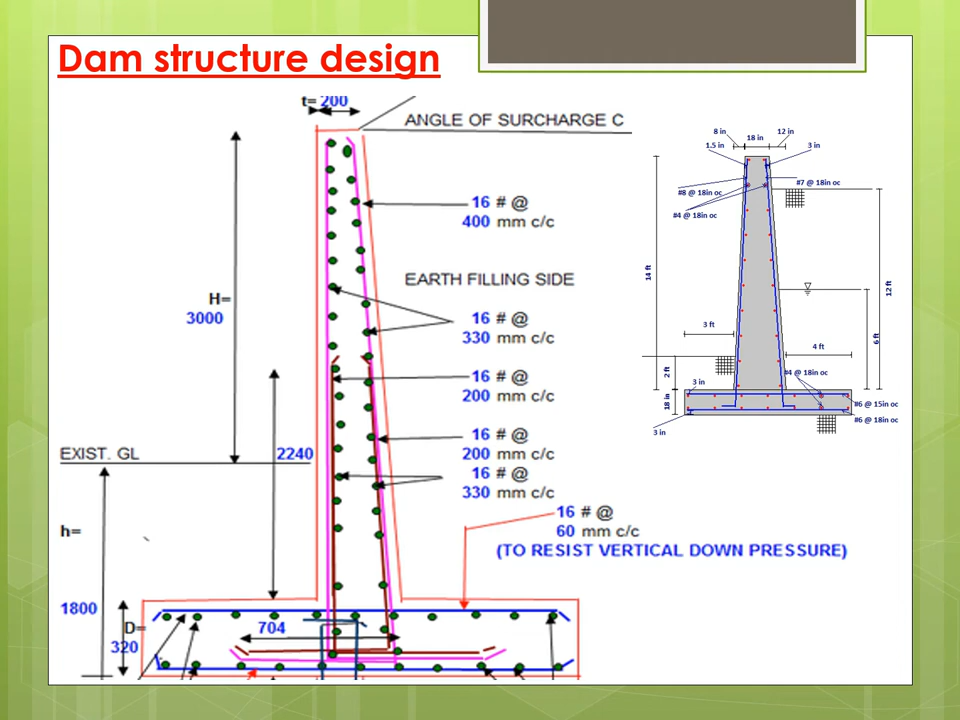 Dam structure design
t= 200
ANGLE OF SURCHARGE C
16 # @
400 mm c/c
EARTH FILLING SIDE
H=
3000
16 # @
330 mm c/c
16 # @
200 mm c/c
16 # @
200 mm c/c
16 # @
330 mm c/c
EXIST. GL
2240
16 # @
60 mm c/c
(TO RESIST VERTICAL DOWN PRESSURE)
h=
1800
D=
320
704
8 in
18 in
12 in
1.5 in
3 in
#7 @ 18in oc
#8 @ 18in oc
#4 @ 18in oc
14 ft
12 ft
3 ft
6 ft
4 ft
2 ft
#4 @ 18in oc
3 in
18 in
#6 @ 15in oc
#6 @ 18in oc
3 in